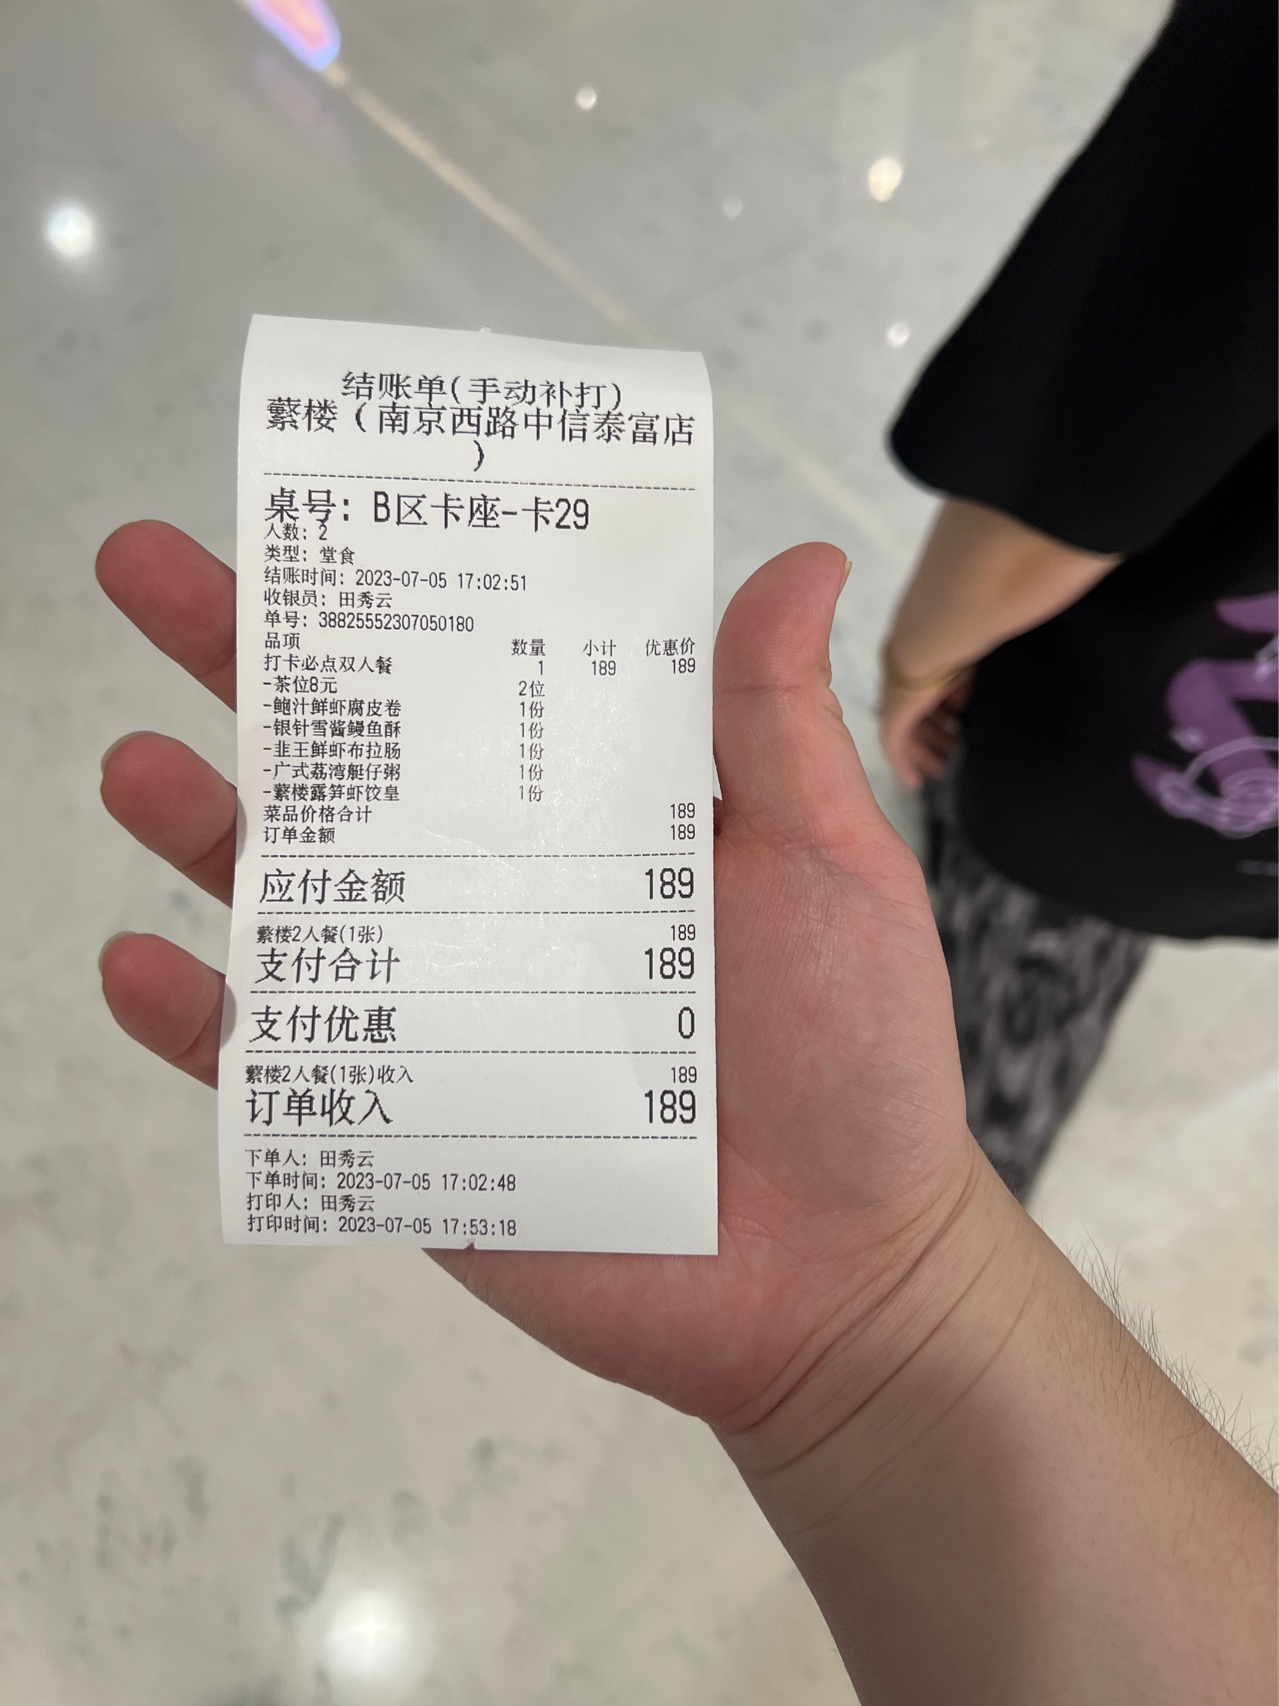 结账单(手动补打)
蘩楼（南京西路中信泰富店
）
桌号：B区卡座-卡29
人数：2
类型：堂食
结账时间：2023-07-05 17:02:51
收银员：田秀云
单号：38825552307050180
品项 数量 小计 优惠价
打卡必点双人餐 1 189 189
-茶位8元 2位
-鲍汁鲜虾腐皮卷 1份
-银针雪酱鳗鱼酥 1份
-韭王鲜虾布拉肠 1份
-广式荔湾艇仔粥 1份
-蘩楼露笋虾饺皇 1份
菜品价格合计 189
订单金额 189
应付金额 189
蘩楼2人餐(1张) 189
支付合计 189
支付优惠 0
蘩楼2人餐(1张)收入 189
订单收入 189
下单人：田秀云
下单时间：2023-07-05 17:02:48
打印人：田秀云
打印时间：2023-07-05 17:53:18